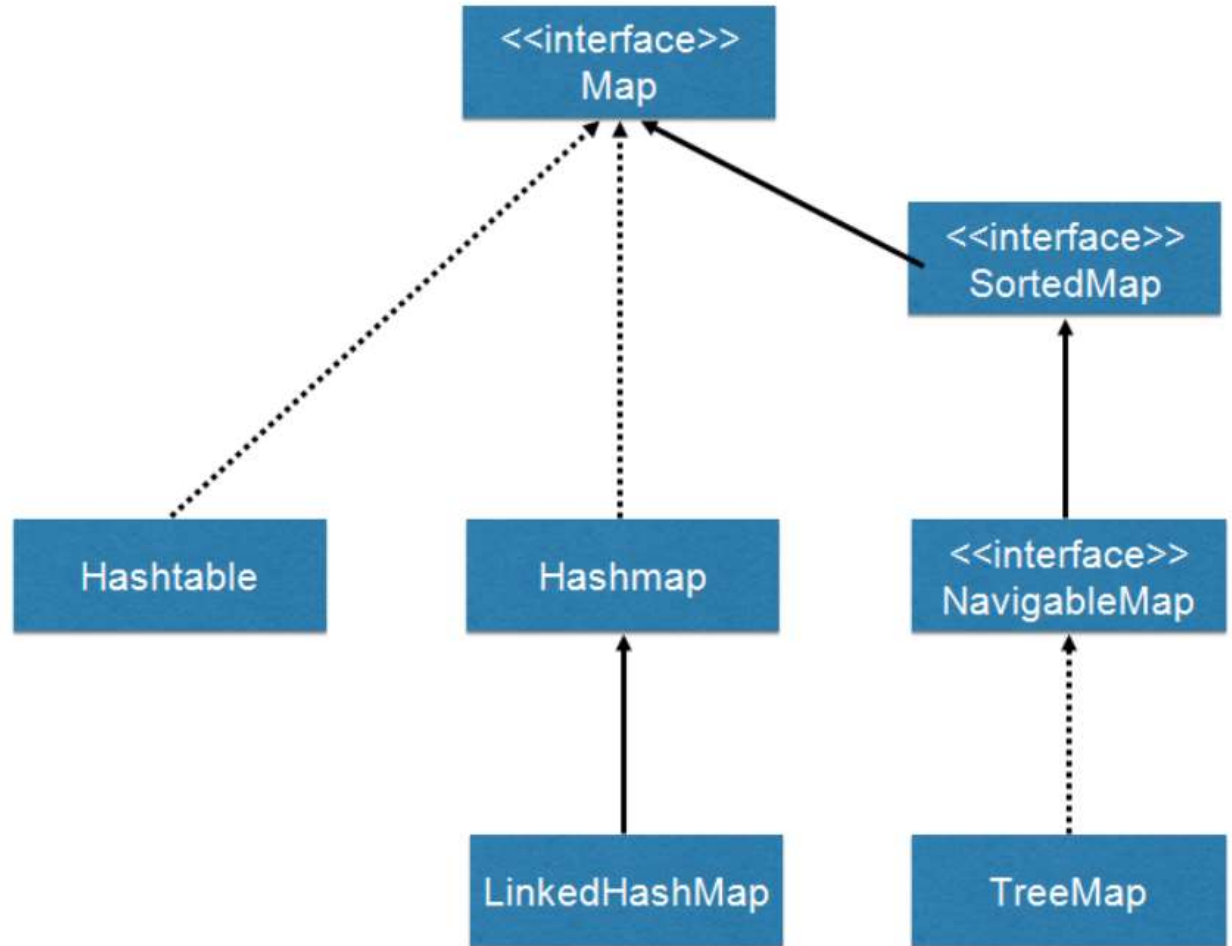 <<interface>>
Map
<<interface>>
SortedMap
Hashtable
Hashmap
<<interface>>
NavigableMap
LinkedHashMap
TreeMap